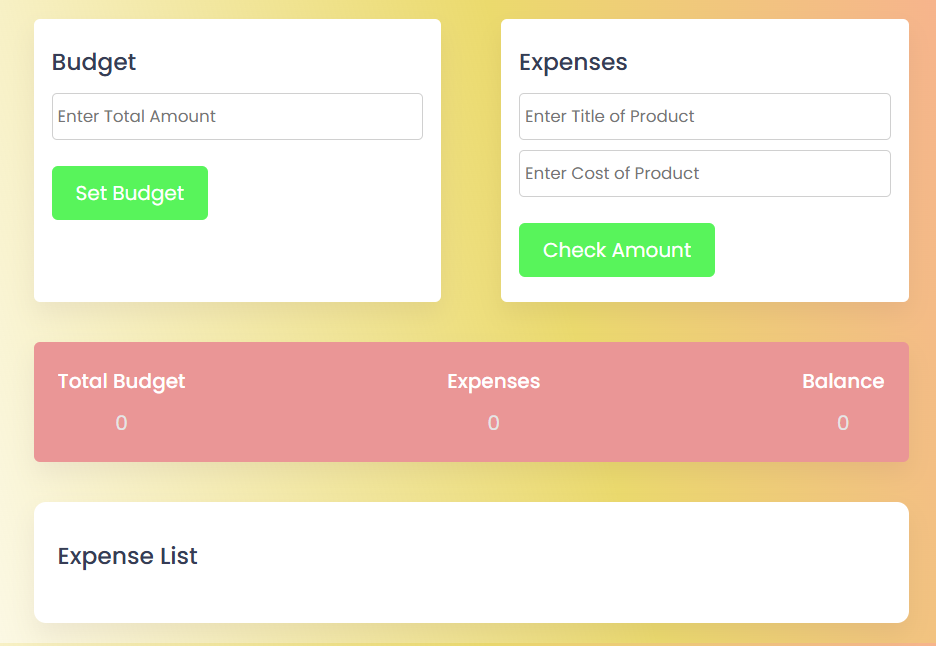 Budget
Enter Total Amount
Set Budget
Expenses
Enter Title of Product
Enter Cost of Product
Check Amount
Total Budget
0
Expenses
0
Balance
0
Expense List